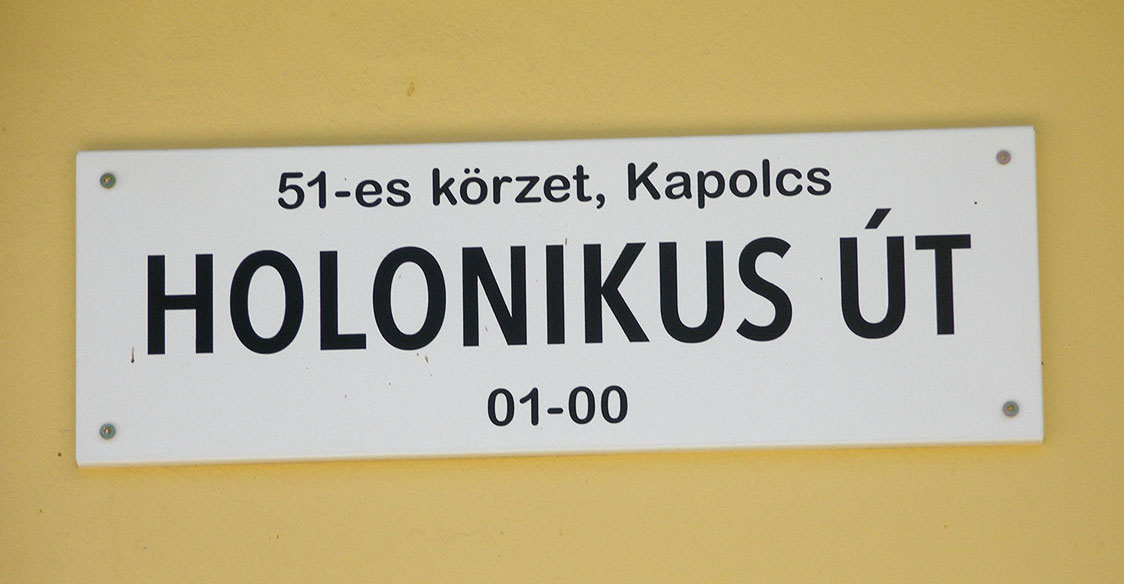 51-es körzet, Kapolcs
HOLONIKUS ÚT
01-00